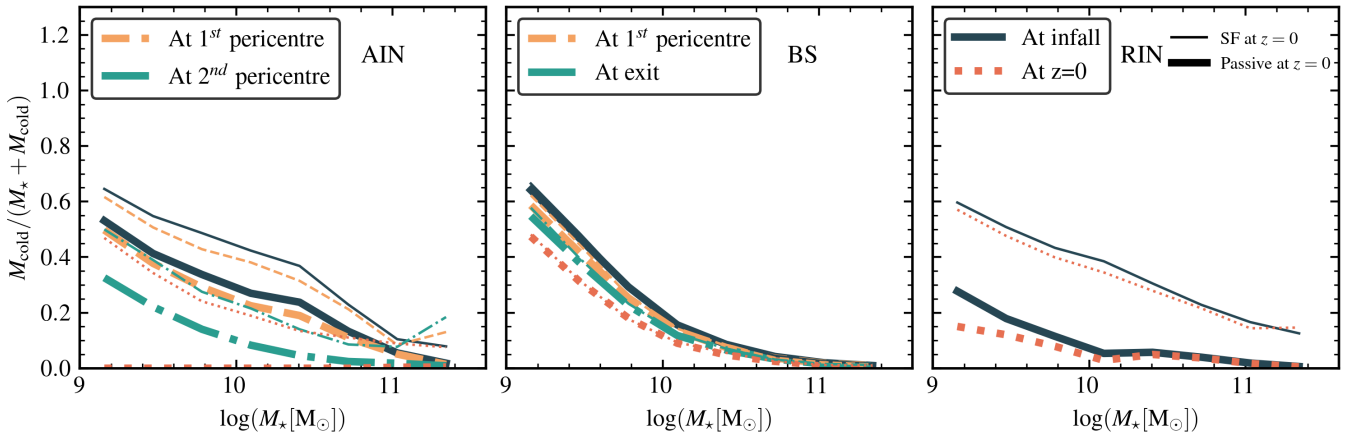 At 1st pericentre
At 2nd pericentre
AIN
At 1st pericentre
At exit
BS
At infall
At z=0
RIN
SF at z = 0
Passive at z = 0
M_cold/(M⋆ + M_cold)
1.2
1.0
0.8
0.6
0.4
0.2
0.0
9
10
11
9
10
11
9
10
11
log(M⋆[M⊙])
log(M⋆[M⊙])
log(M⋆[M⊙])